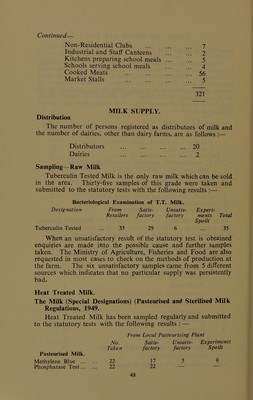 Continued—
Non-Residential Clubs ... ... ... 7
Industrial and Staff Canteens ... ... 2
Kitchens preparing school meals ... ... 5
Schools serving school meals ... ... 4
Cooked Meats ... ... ... ... 56
Market Stalls ... ... ... ... 5
321
MILK SUPPLY.
Distribution
The number of persons registered as distributors of milk and
the number of dairies, other than dairy farms, are as follows :—
Distributors ... ... ... 20
Dairies ... ... ... 2
Sampling—Raw Milk
Tuberculin Tested Milk is the only raw milk which can be sold
in the area. Thirty-five samples of this grade were taken and
submitted to the statutory tests with the following results :—
Bacteriological Examination of T.T. Milk.
Designation From Satis- Unsatis- Experi-
Retailers factory factory ments Total
Spoilt
Tuberculin Tested ... 35 29 6 ... 35
When an unsatisfactory result of the statutory test is obtained
enquiries are made into the possible cause and further samples
taken. The Ministry of Agriculture, Fisheries and Food are also
requested in most cases to check on the methods of production at
the farm. The six unsatisfactory samples came from 5 different
sources which indicates that no particular supply was persistently
bad.
Heat Treated Milk.
The Milk (Special Designations) (Pasteurised and Sterilised Milk
Regulations, 1949.
Heat Treated Milk has been sampled regularly and submitted
to the statutory tests with the following results : —
From Local Pasteurising Plant
No. Satis- Unsatis- Experiments
Taken factory factory Spoilt
Pasteurised Milk.
Methylene Blue ... 22 17 5 0
Phosphatase Test ... 22 22 — —
48